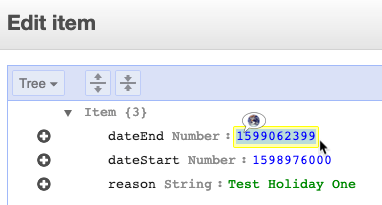 Edit item
Tree
Item {3}
dateEnd Number : 1599062399
dateStart Number : 1598976000
reason String : Test Holiday One